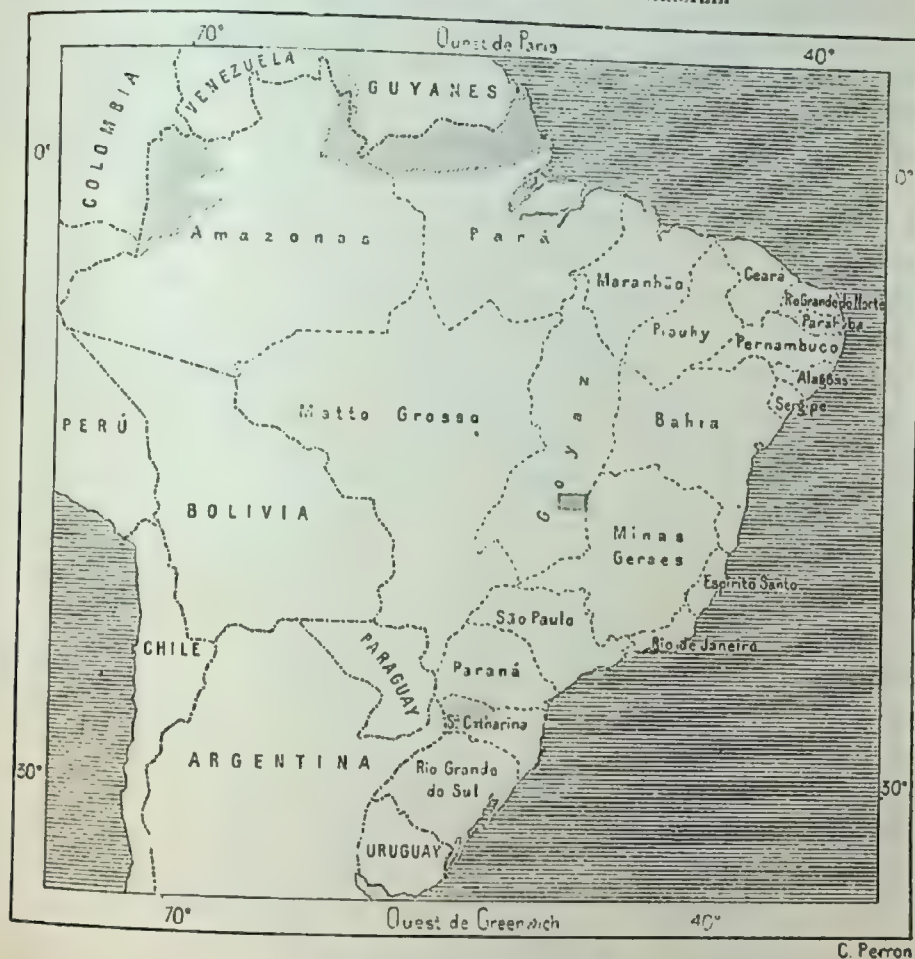 70°
Ouest de Paris
40°
COLOMBIA
VENEZUELA
GUYANES
0°
0°
Amazonas
Pará
Maranhão
Ceará
Rio Grande do Norte
Parahyba
Piauhy
Pernambuco
Alagôas
Sergipe
Matto Grosso
Goyaz
Bahia
PERÚ
BOLIVIA
Minas
Geraes
Espirito Santo
São Paulo
Rio de Janeiro
CHILE
PARAGUAY
Paraná
Sta Catharina
ARGENTINA
30°
Rio Grande
do Sul
30°
URUGUAY
70°
Ouest de Greenwich
40°
C. Perron